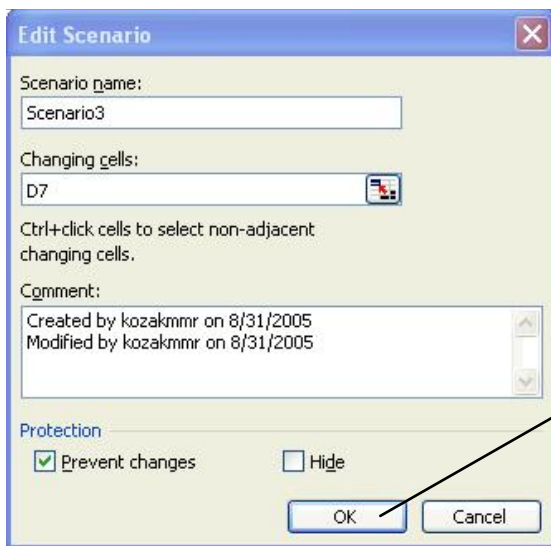 Edit Scenario
Scenario name:
Scenario3
Changing cells:
D7
Ctrl+click cells to select non-adjacent
changing cells.
Comment:
Created by kozakmmr on 8/31/2005
Modified by kozakmmr on 8/31/2005
Protection
Prevent changes Hide
OK Cancel